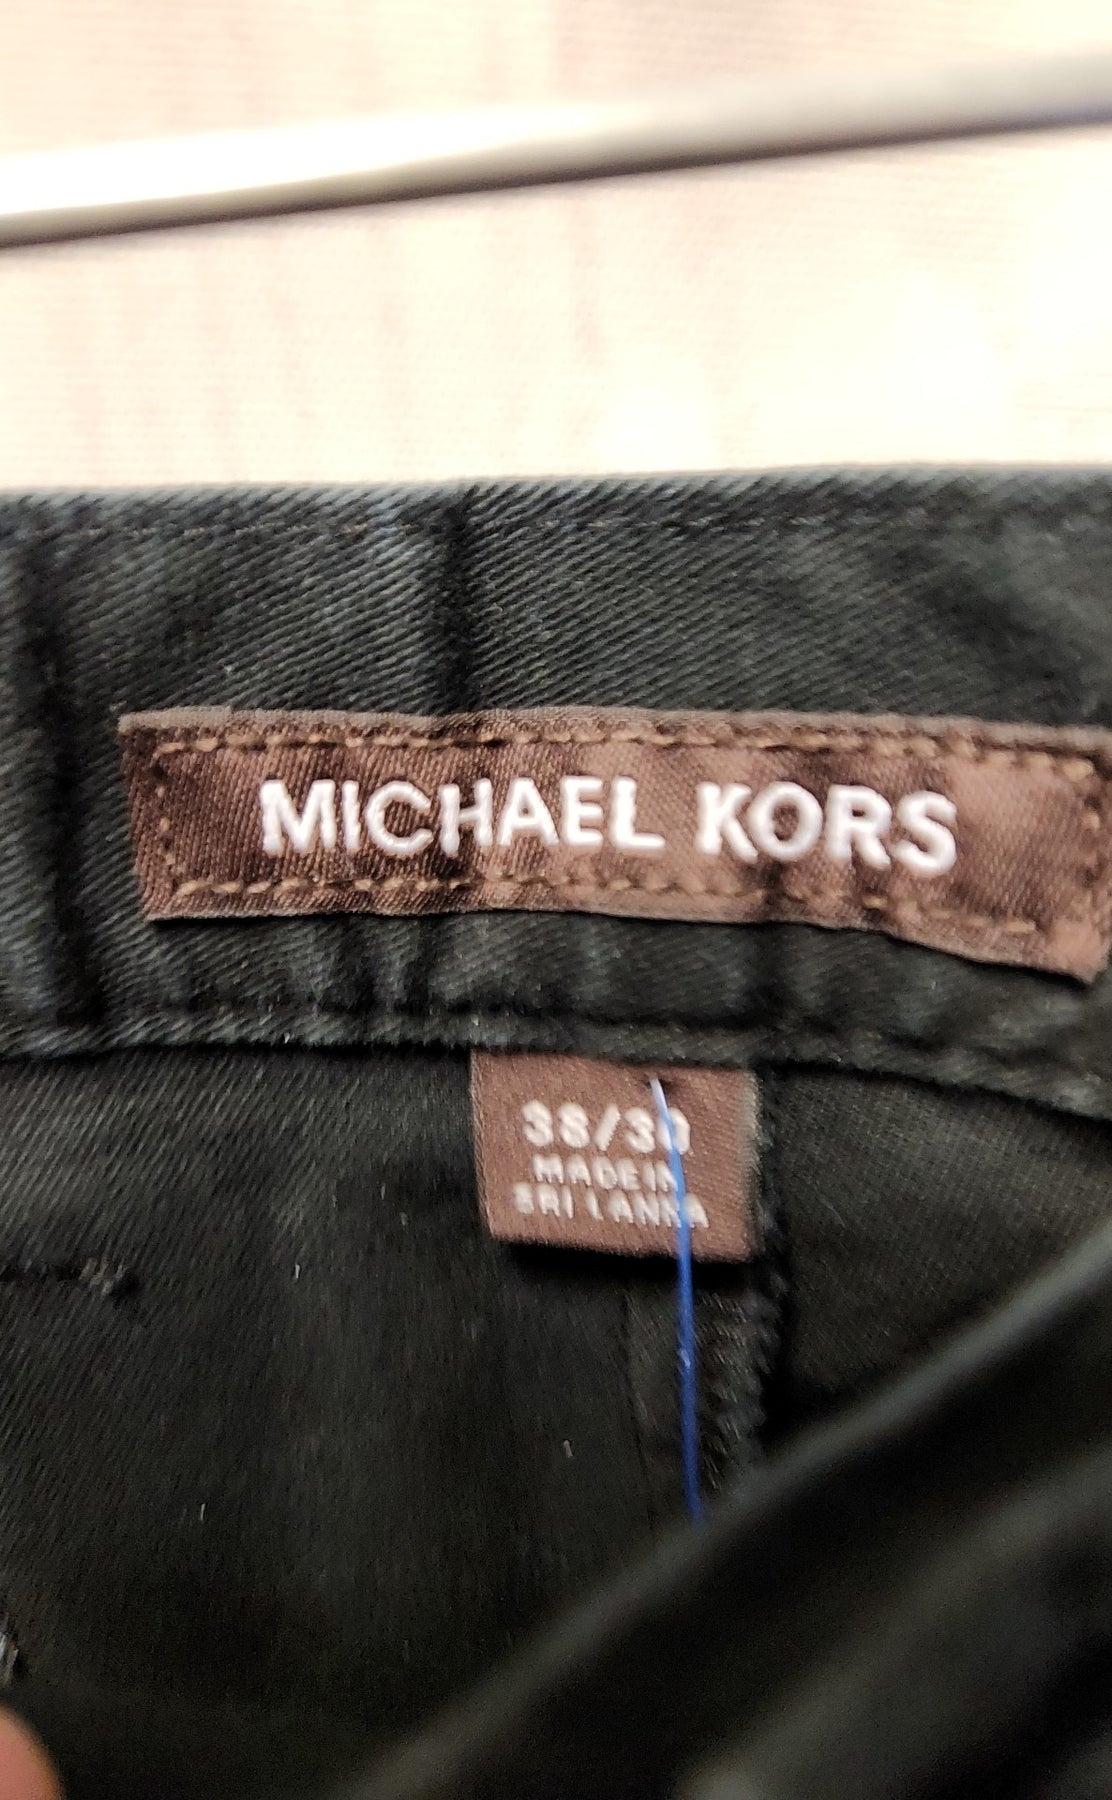 MICHAEL KORS
38/30
MADE IN
SRI LANKA